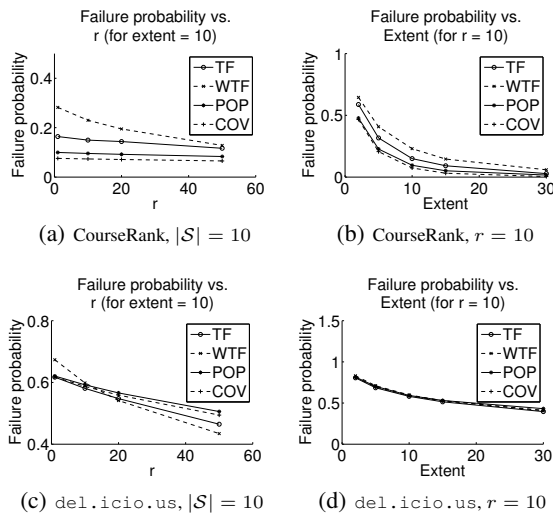 Failure probability vs.
r (for extent = 10)
Failure probability
0.4
0.2
0
0 20 40 60
r
TF
WTF
POP
COV
(a) CourseRank, |S| = 10
Failure probability vs.
Extent (for r = 10)
Failure probability
1
0.5
0
0 10 20 30
Extent
TF
WTF
POP
COV
(b) CourseRank, r = 10
Failure probability vs.
r (for extent = 10)
Failure probability
0.8
0.6
0.4
0 20 40 60
r
TF
WTF
POP
COV
(c) del.icio.us, |S| = 10
Failure probability vs.
Extent (for r = 10)
Failure probability
1.5
1
0.5
0
0 10 20 30
Extent
TF
WTF
POP
COV
(d) del.icio.us, r = 10